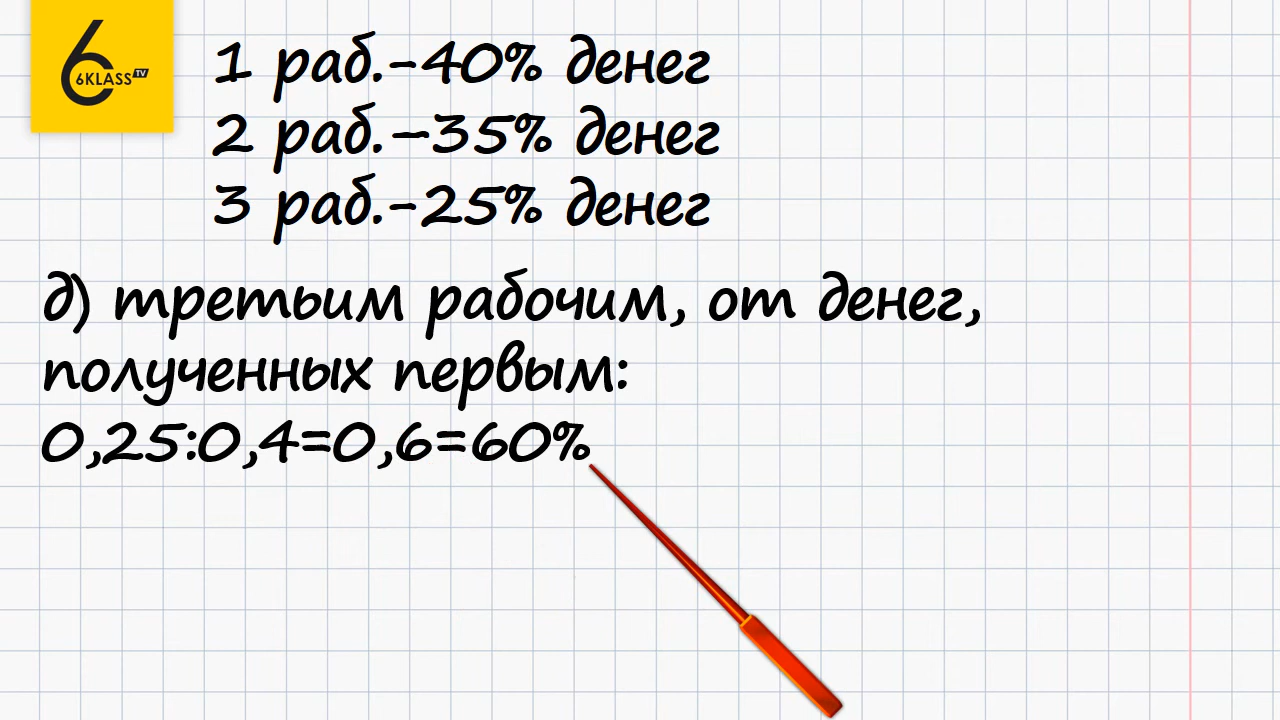 6KLASS TV
1 раб.-40% денег
2 раб.–35% денег
3 раб.-25% денег
д) третьим рабочим, от денег,
полученных первым:
0,25:0,4=0,6=60%